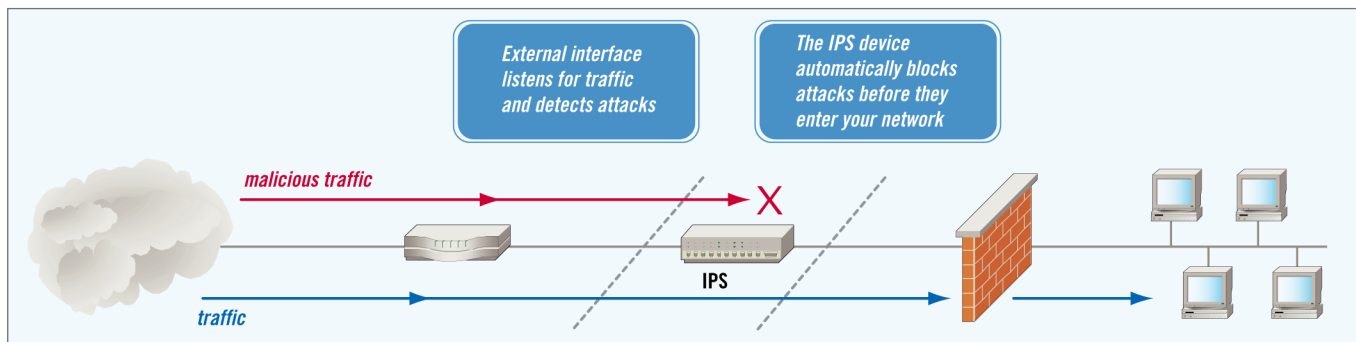 External interface
listens for traffic
and detects attacks
The IPS device
automatically blocks
attacks before they
enter your network
malicious traffic
X
IPS
traffic